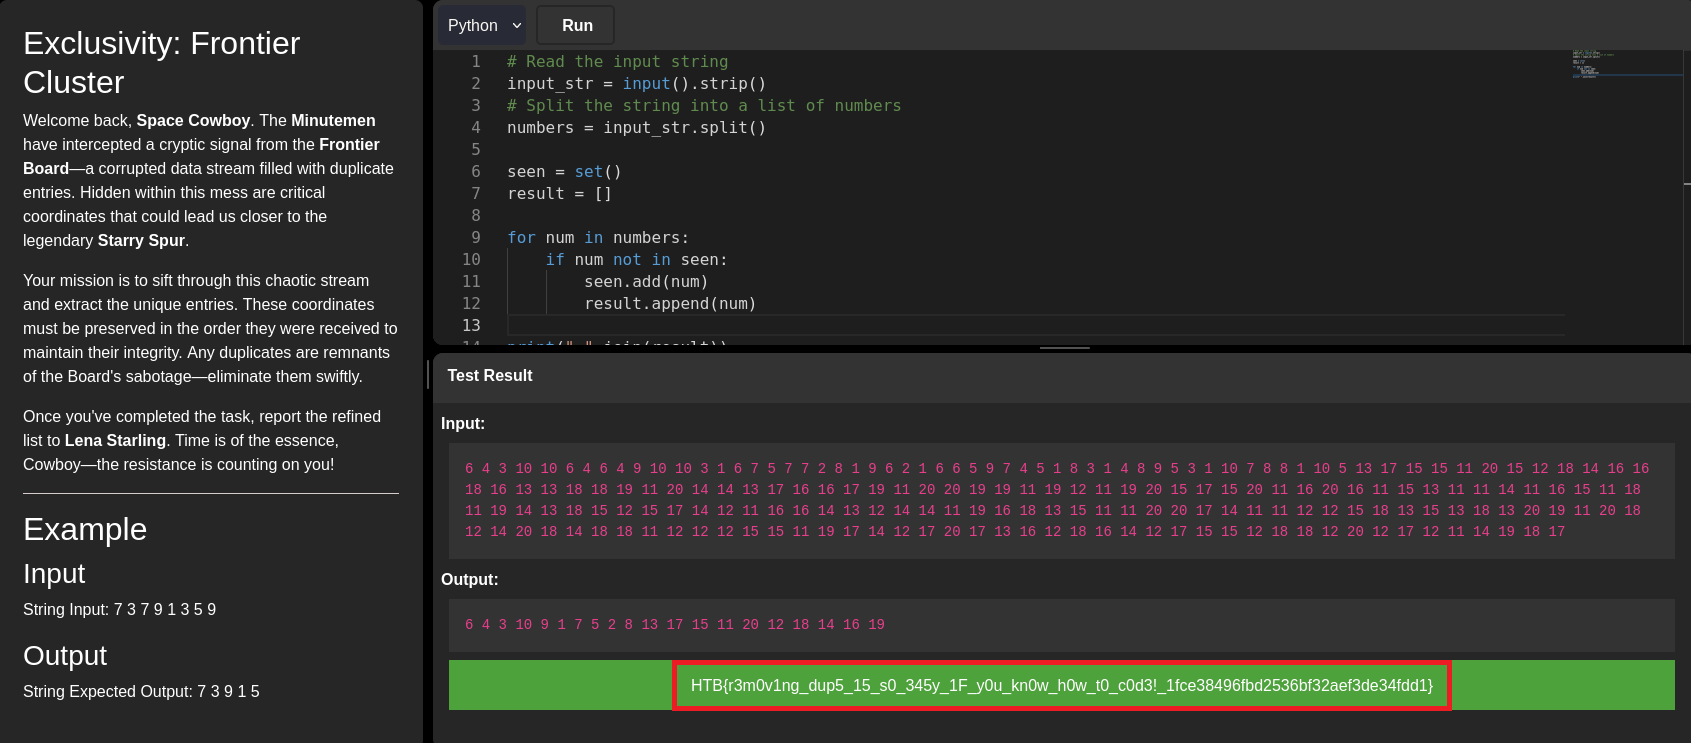 Exclusivity: Frontier
Cluster
Welcome back, Space Cowboy. The Minutemen
have intercepted a cryptic signal from the Frontier
Board—a corrupted data stream filled with duplicate
entries. Hidden within this mess are critical
coordinates that could lead us closer to the
legendary Starry Spur.
Your mission is to sift through this chaotic stream
and extract the unique entries. These coordinates
must be preserved in the order they were received to
maintain their integrity. Any duplicates are remnants
of the Board's sabotage—eliminate them swiftly.
Once you've completed the task, report the refined
list to Lena Starling. Time is of the essence,
Cowboy—the resistance is counting on you!
Example
Input
String Input: 7 3 7 9 1 3 5 9
Output
String Expected Output: 7 3 9 1 5
Python Run
1 # Read the input string
2 input_str = input().strip()
3 # Split the string into a list of numbers
4 numbers = input_str.split()
5
6 seen = set()
7 result = []
8
9 for num in numbers:
10 if num not in seen:
11 seen.add(num)
12 result.append(num)
13
14 print(" ".join(result))
Test Result
Input:
6 4 3 10 10 6 4 6 4 9 10 10 3 1 6 7 5 7 7 2 8 1 9 6 2 1 6 6 5 9 7 4 5 1 8 3 1 4 8 9 5 3 1 10 7 8 8 1 10 5 13 17 15 15 11 20 15 12 18 14 16 16
18 16 13 13 18 18 19 11 20 14 14 13 17 16 16 17 19 11 20 20 19 19 11 19 12 11 19 20 15 17 15 20 11 16 20 16 11 15 13 11 11 14 11 16 15 11 18
11 19 14 13 18 15 12 15 17 14 12 11 16 16 14 13 12 14 14 11 19 16 18 13 15 11 11 20 20 17 14 11 11 12 12 15 18 13 15 13 18 13 20 19 11 20 18
12 14 20 18 14 18 18 11 12 12 12 15 15 11 19 17 14 12 17 20 17 13 16 12 18 16 14 12 17 15 15 12 18 18 12 20 12 17 12 11 14 19 18 17
Output:
6 4 3 10 9 1 7 5 2 8 13 17 15 11 20 12 18 14 16 19
HTB{r3m0v1ng_dup5_15_s0_345y_1F_y0u_kn0w_h0w_t0_c0d3!_1fce38496fbd2536bf32aef3de34fdd1}